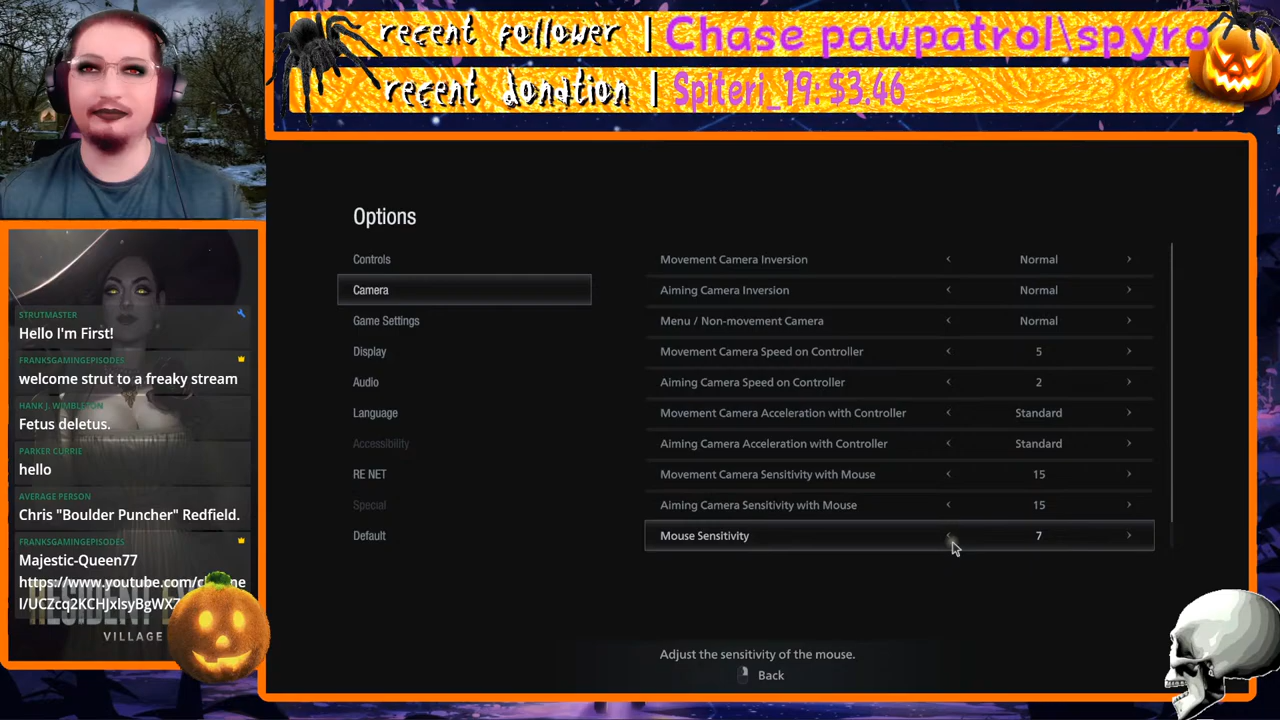 recent follower | Chase pawpatrol\spyro
recent donation | Spiteri_19: $3.46
STRUTMASTER
Hello I'm First!
FRANKSGAMINGEPISODES
welcome strut to a freaky stream
HANK J. WIMBLETON
Fetus deletus.
PARKER CURRIE
hello
AVERAGE PERSON
Chris "Boulder Puncher" Redfield.
FRANKSGAMINGEPISODES
Majestic-Queen77
VILLAGE
Options
Controls
Camera
Game Settings
Display
Audio
Language
Accessibility
RE NET
Special
Default
Movement Camera Inversion < Normal >
Aiming Camera Inversion < Normal >
Menu / Non-movement Camera < Normal >
Movement Camera Speed on Controller < 5 >
Aiming Camera Speed on Controller < 2 >
Movement Camera Acceleration with Controller < Standard >
Aiming Camera Acceleration with Controller < Standard >
Movement Camera Sensitivity with Mouse < 15 >
Aiming Camera Sensitivity with Mouse < 15 >
Mouse Sensitivity < 7 >
Adjust the sensitivity of the mouse.
Back